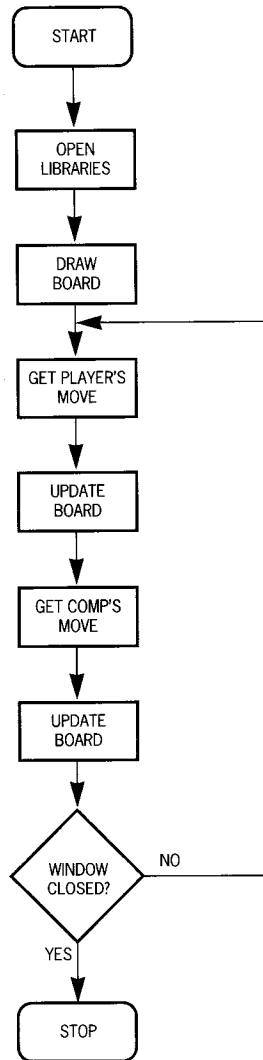 START
OPEN
LIBRARIES
DRAW
BOARD
GET PLAYER'S
MOVE
UPDATE
BOARD
GET COMP'S
MOVE
UPDATE
BOARD
WINDOW
CLOSED?
NO
YES
STOP